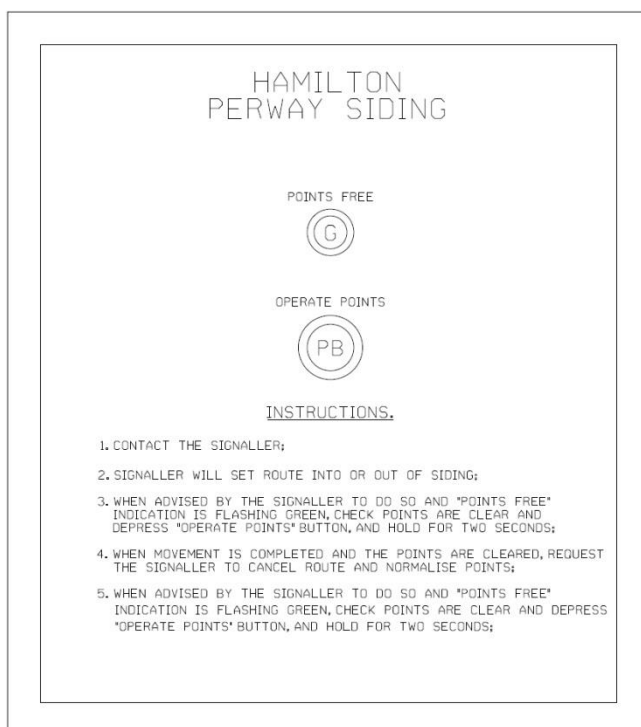 HAMILTON
PERWAY SIDING
POINTS FREE
G
OPERATE POINTS
PB
INSTRUCTIONS.
1. CONTACT THE SIGNALLER;
2. SIGNALLER WILL SET ROUTE INTO OR OUT OF SIDING;
3. WHEN ADVISED BY THE SIGNALLER TO DO SO AND "POINTS FREE"
INDICATION IS FLASHING GREEN, CHECK POINTS ARE CLEAR AND
DEPRESS "OPERATE POINTS" BUTTON, AND HOLD FOR TWO SECONDS;
4. WHEN MOVEMENT IS COMPLETED AND THE POINTS ARE CLEARED, REQUEST
THE SIGNALLER TO CANCEL ROUTE AND NORMALISE POINTS;
5. WHEN ADVISED BY THE SIGNALLER TO DO SO AND "POINTS FREE"
INDICATION IS FLASHING GREEN, CHECK POINTS ARE CLEAR AND DEPRESS
"OPERATE POINTS' BUTTON, AND HOLD FOR TWO SECONDS;